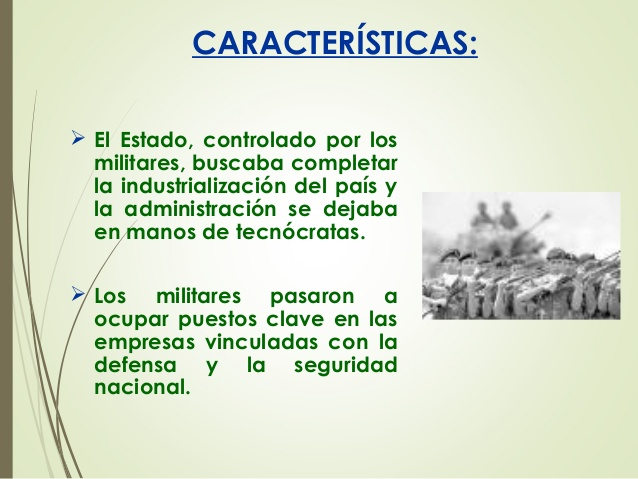 CARACTERÍSTICAS:
El Estado, controlado por los
militares, buscaba completar
la industrialización del país y
la administración se dejaba
en manos de tecnócratas.
Los militares pasaron a
ocupar puestos clave en las
empresas vinculadas con la
defensa y la seguridad
nacional.